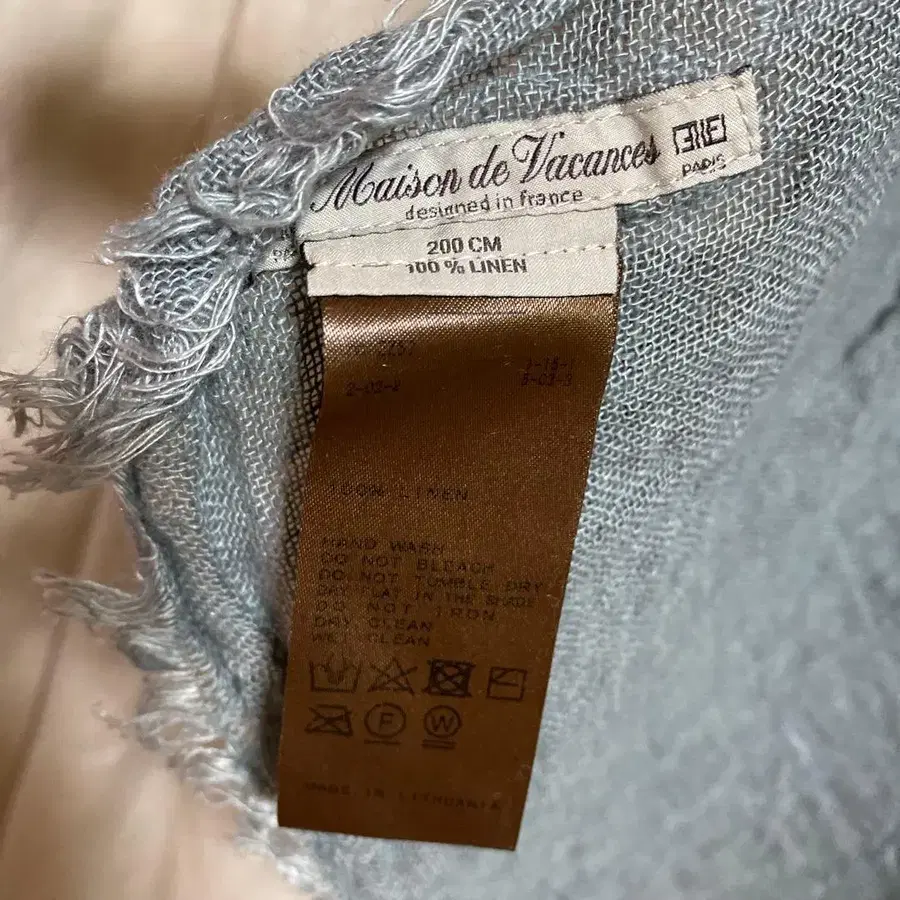 Maison de Vacances
PARIS
designed in france
200 CM
100 % LINEN
100% LINEN
HAND WASH
DO NOT BLEACH
DO NOT TUMBLE DRY
DRY FLAT IN THE SHADE
DO NOT IRON
DRY CLEAN
WET CLEAN
F
W
MADE IN LITHUANIA